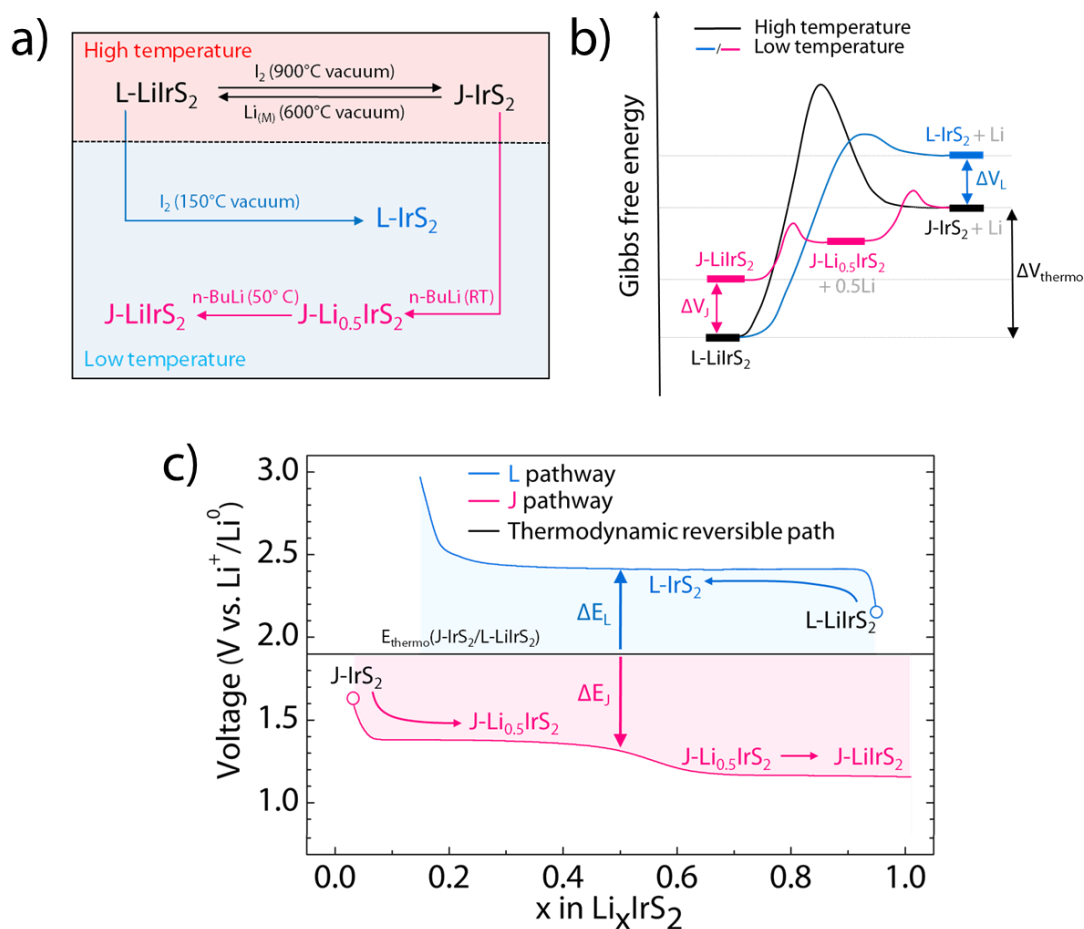 a)
High temperature
I2 (900°C vacuum)
L-LiIrS2
J-IrS2
Li(M) (600°C vacuum)
I2 (150°C vacuum)
L-IrS2
n-BuLi (50° C)
n-BuLi (RT)
J-LiIrS2
J-Li0.5IrS2
Low temperature
b)
High temperature
/
Low temperature
Gibbs free energy
L-IrS2 + Li
ΔVL
J-IrS2 + Li
J-LiIrS2
J-Li0.5IrS2
+ 0.5Li
ΔVJ
ΔVthermo
L-LiIrS2
c)
Voltage (V vs. Li+/Li0)
3.0
2.5
2.0
1.5
1.0
L pathway
J pathway
Thermodynamic reversible path
L-IrS2
ΔEL
L-LiIrS2
Ethermo(J-IrS2/L-LiIrS2)
J-IrS2
ΔEJ
J-Li0.5IrS2
J-Li0.5IrS2
J-LiIrS2
0.0 0.2 0.4 0.6 0.8 1.0
x in LiXIrS2